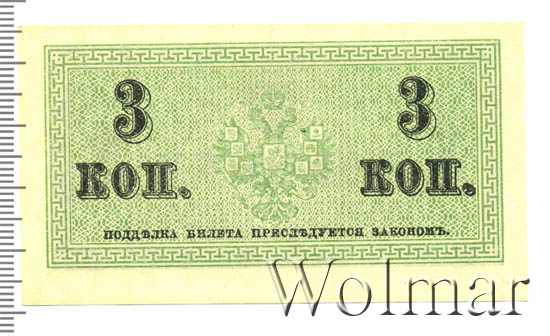 3 3
КОП. КОП.
ПОДДѢЛКА БИЛЕТА ПРЕСЛѢДУЕТСЯ ЗАКОНОМЪ.
Wolmar